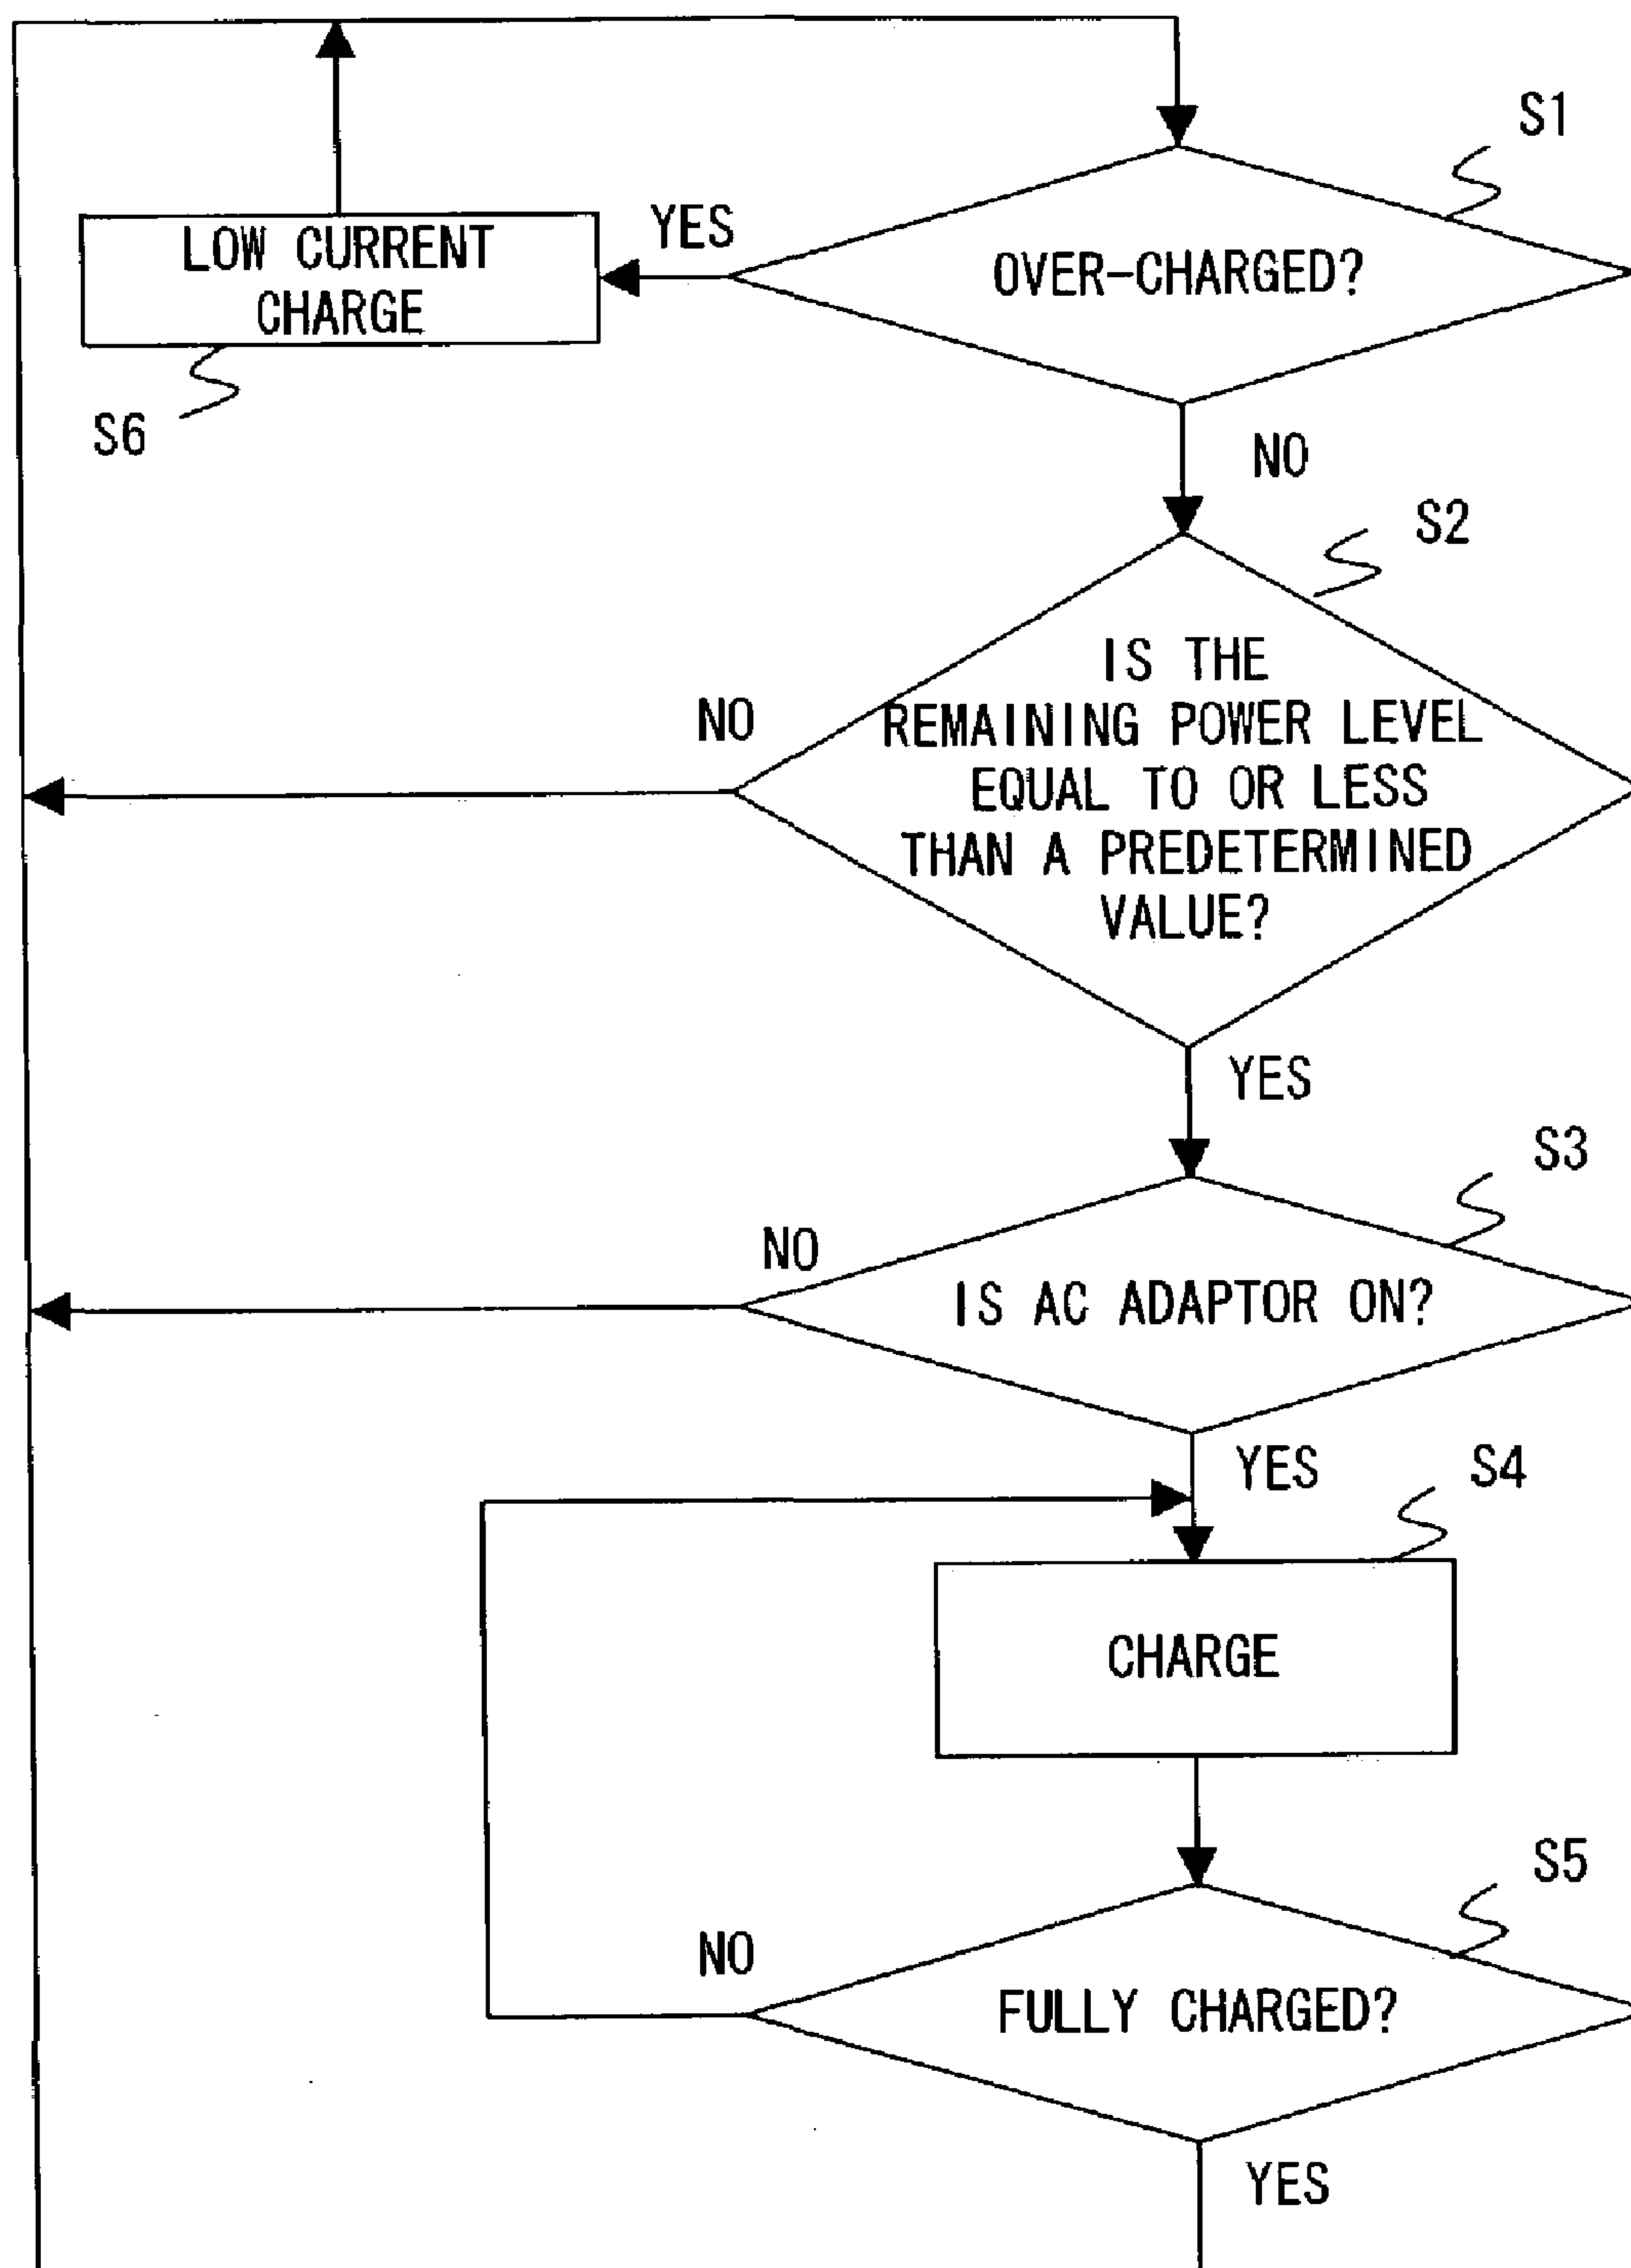 S1
YES
LOW CURRENT
CHARGE
OVER-CHARGED?
S6
NO
S2
IS THE
REMAINING POWER LEVEL
EQUAL TO OR LESS
THAN A PREDETERMINED
VALUE?
NO
YES
S3
NO
IS AC ADAPTOR ON?
YES
S4
CHARGE
S5
NO
FULLY CHARGED?
YES